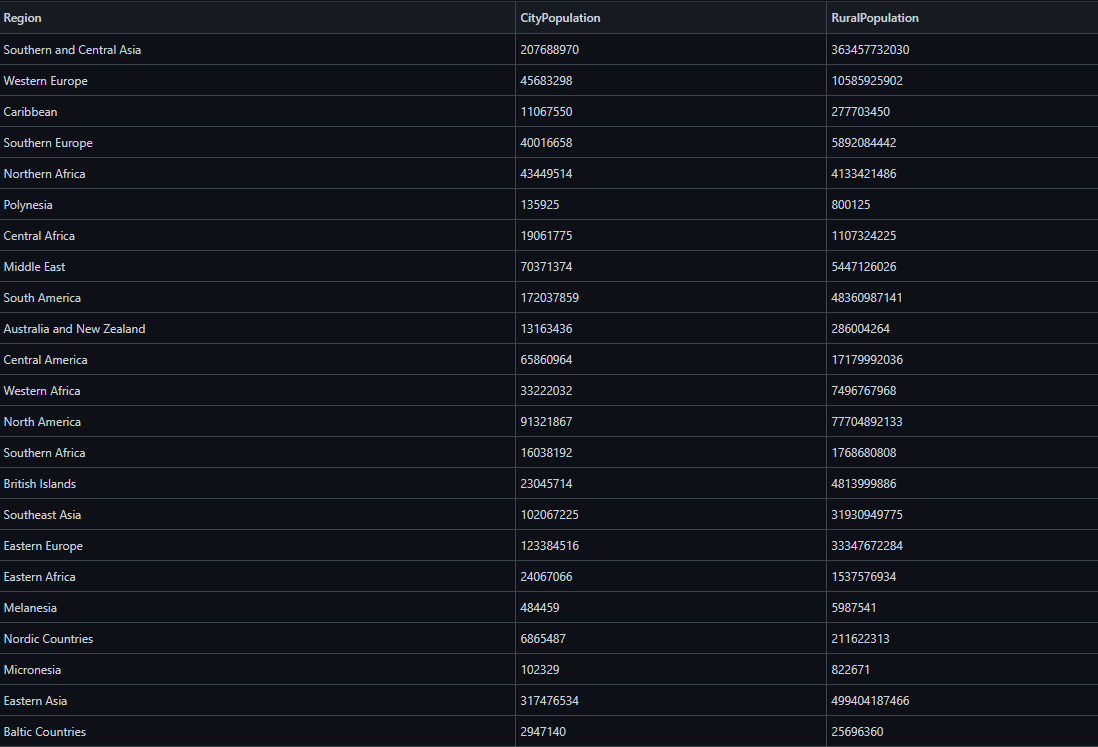 Region CityPopulation RuralPopulation
Southern and Central Asia 207688970 363457732030
Western Europe 45683298 10585925902
Caribbean 11067550 277703450
Southern Europe 40016658 5892084442
Northern Africa 43449514 4133421486
Polynesia 135925 800125
Central Africa 19061775 1107324225
Middle East 70371374 5447126026
South America 172037859 48360987141
Australia and New Zealand 13163436 286004264
Central America 65860964 17179992036
Western Africa 33222032 7496767968
North America 91321867 77704892133
Southern Africa 16038192 1768680808
British Islands 23045714 4813999886
Southeast Asia 102067225 31930949775
Eastern Europe 123384516 33347672284
Eastern Africa 24067066 1537576934
Melanesia 484459 5987541
Nordic Countries 6865487 211622313
Micronesia 102329 822671
Eastern Asia 317476534 499404187466
Baltic Countries 2947140 25696360